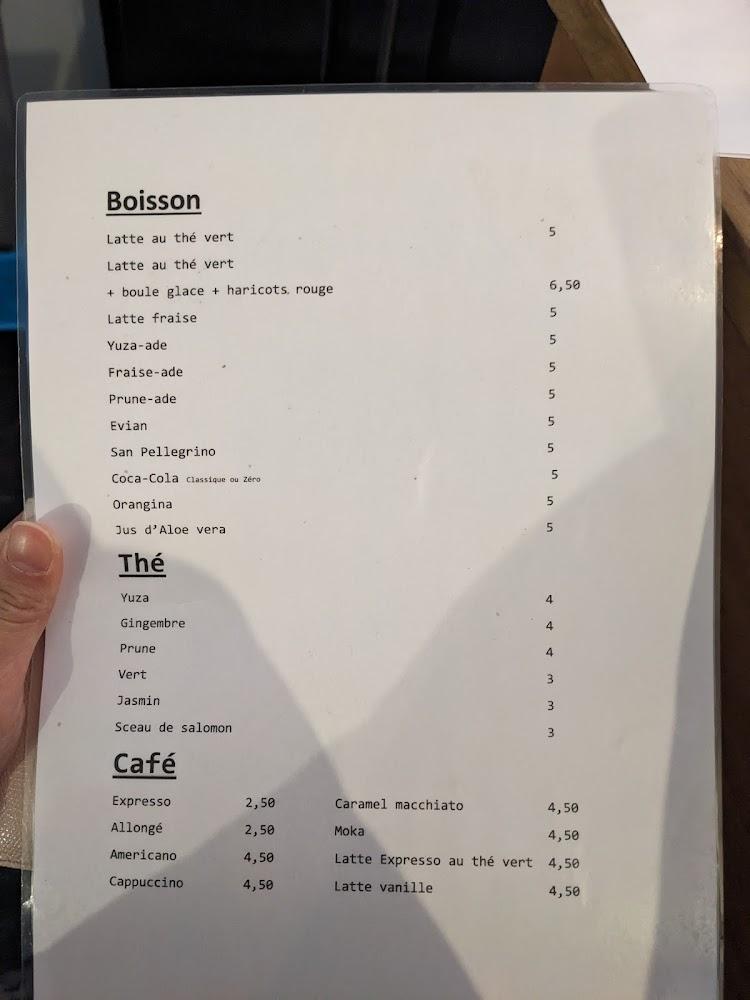 Boisson
Latte au thé vert 5
Latte au thé vert
+ boule glace + haricots rouge 6,50
Latte fraise 5
Yuza-ade 5
Fraise-ade 5
Prune-ade 5
Evian 5
San Pellegrino 5
Coca-Cola Classique ou Zéro 5
Orangina 5
Jus d'Aloe vera 5
Thé
Yuza 4
Gingembre 4
Prune 4
Vert 3
Jasmin 3
Sceau de salomon 3
Café
Expresso 2,50 Caramel macchiato 4,50
Allongé 2,50 Moka 4,50
Americano 4,50 Latte Expresso au thé vert 4,50
Cappuccino 4,50 Latte vanille 4,50